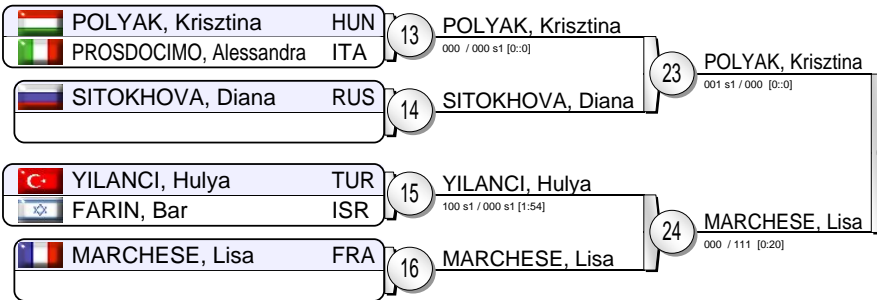 POLYAK, Krisztina HUN
PROSDOCIMO, Alessandra ITA
13
POLYAK, Krisztina
000 / 000 s1 [0::0]
SITOKHOVA, Diana RUS
14
SITOKHOVA, Diana
23
POLYAK, Krisztina
001 s1 / 000 [0::0]
YILANCI, Hulya TUR
FARIN, Bar ISR
15
YILANCI, Hulya
100 s1 / 000 s1 [1:54]
MARCHESE, Lisa FRA
16
MARCHESE, Lisa
24
MARCHESE, Lisa
000 / 111 [0:20]